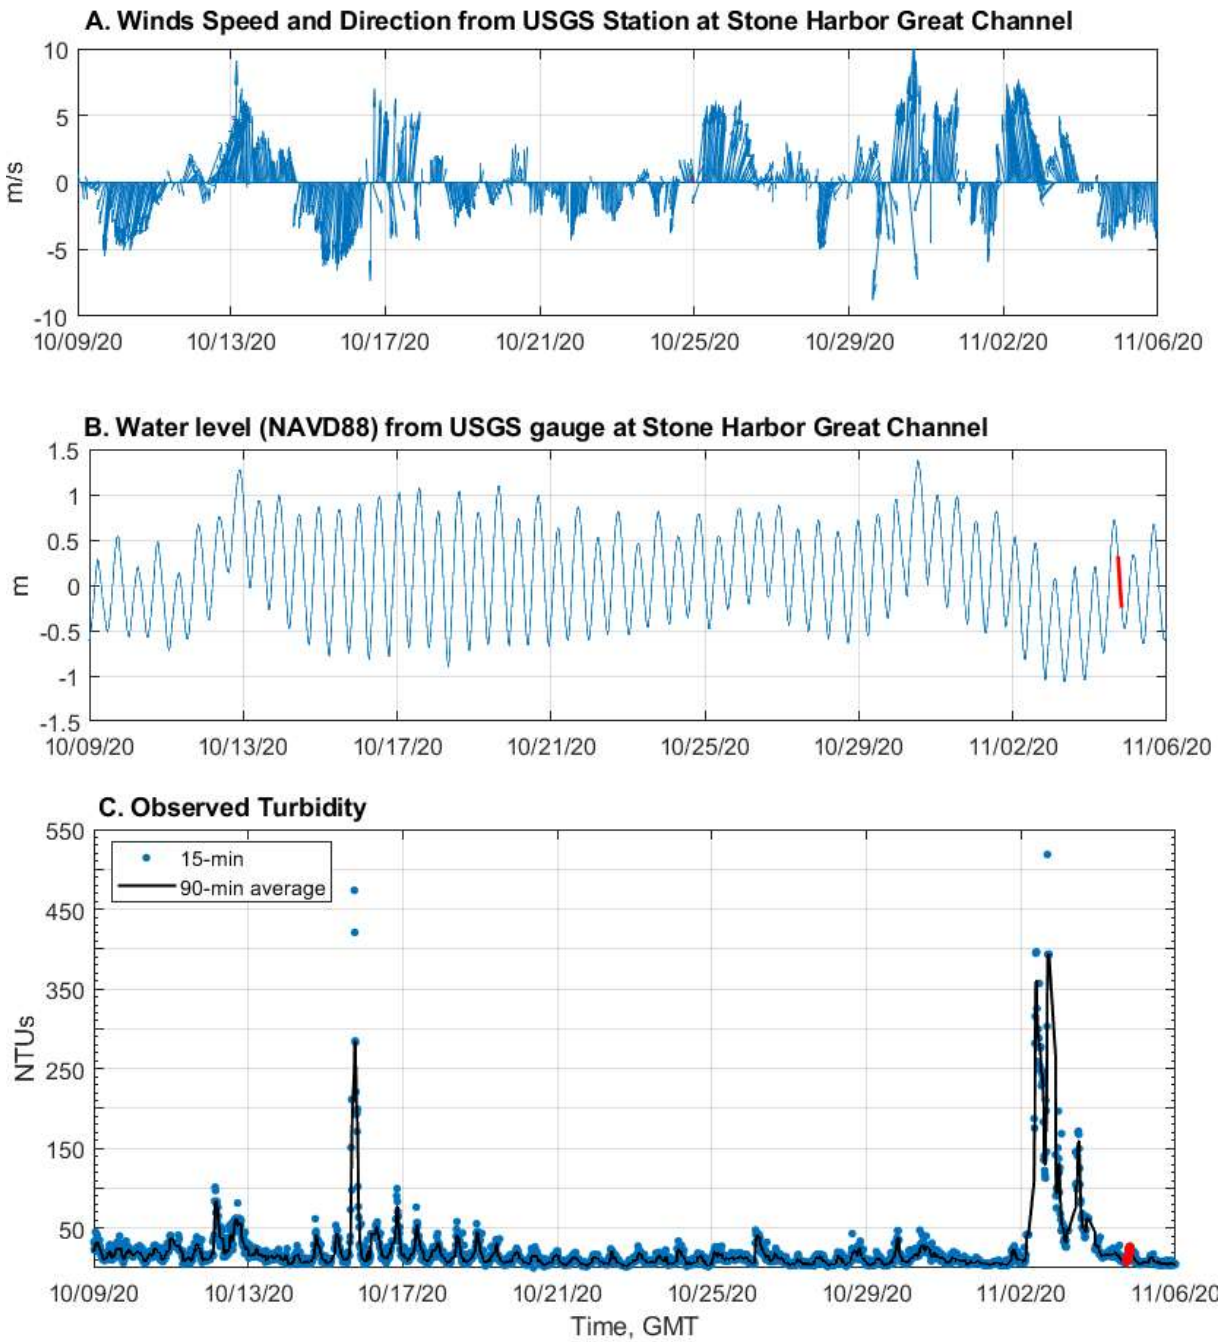 A. Winds Speed and Direction from USGS Station at Stone Harbor Great Channel
10
5
0
-5
-10
m/s
10/09/20 10/13/20 10/17/20 10/21/20 10/25/20 10/29/20 11/02/20 11/06/20
B. Water level (NAVD88) from USGS gauge at Stone Harbor Great Channel
1.5
1
0.5
0
-0.5
-1
-1.5
m
10/09/20 10/13/20 10/17/20 10/21/20 10/25/20 10/29/20 11/02/20 11/06/20
C. Observed Turbidity
550
450
350
250
150
50
NTUs
15-min
90-min average
10/09/20 10/13/20 10/17/20 10/21/20 10/25/20 10/29/20 11/02/20 11/06/20
Time, GMT